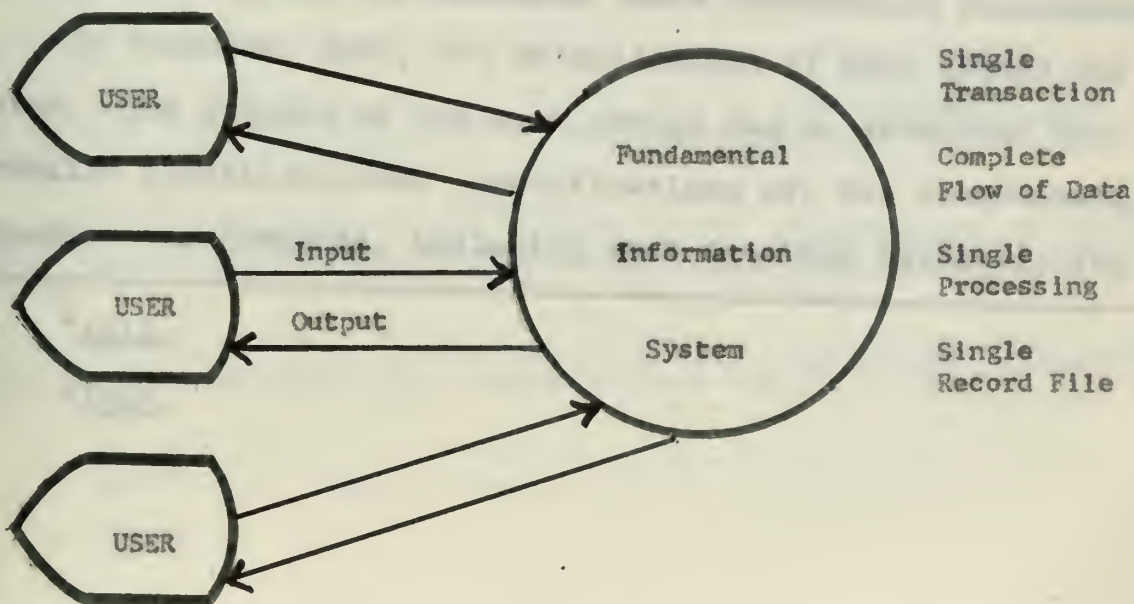 USER
USER
USER
Input
Output
Fundamental
Information
System
Single
Transaction
Complete
Flow of Data
Single
Processing
Single
Record File